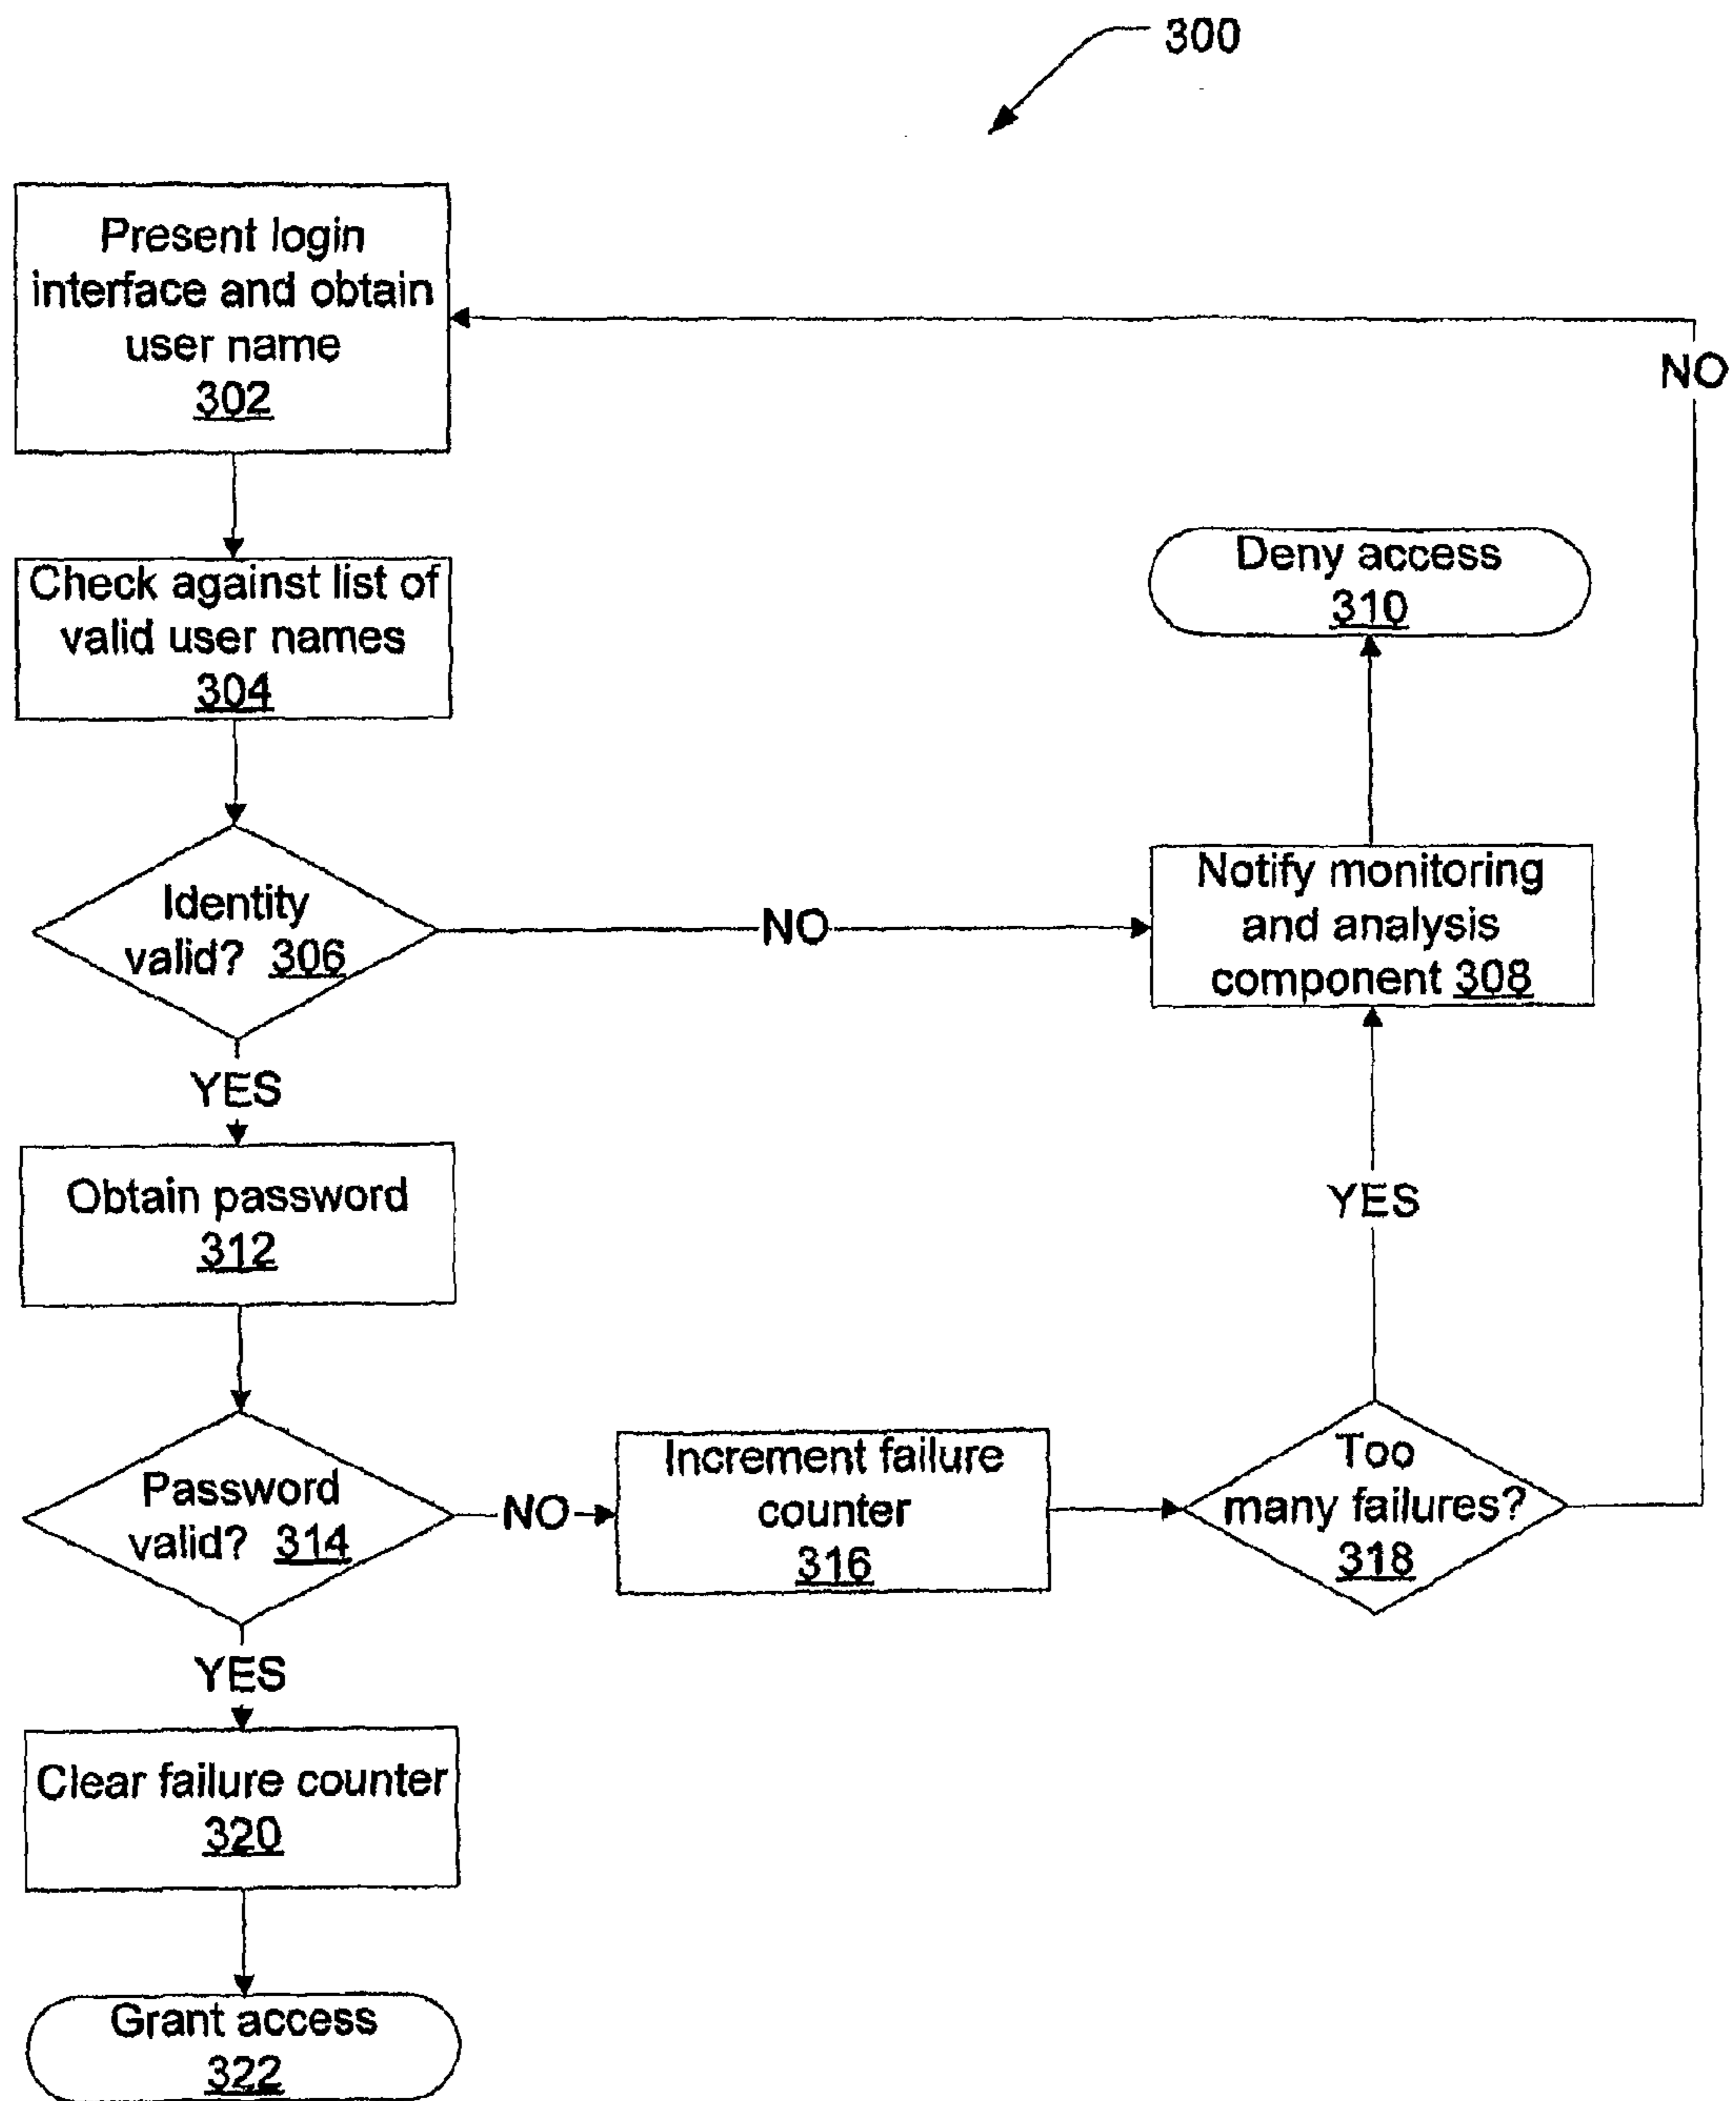 300
Present login
interface and obtain
user name
302
NO
Check against list of
valid user names
304
Deny access
310
Identity
valid? 306
NO
Notify monitoring
and analysis
component 308
YES
Obtain password
312
YES
Password
valid? 314
NO
Increment failure
counter
316
Too
many failures?
318
YES
Clear failure counter
320
Grant access
322